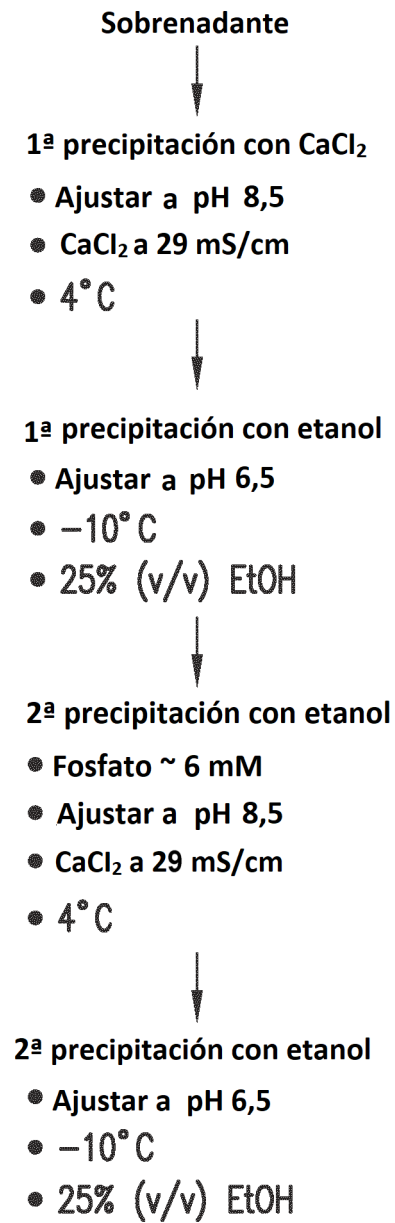 Sobrenadante
1ª precipitación con CaCl₂
● Ajustar a pH 8,5
● CaCl₂ a 29 mS/cm
● 4°C
1ª precipitación con etanol
● Ajustar a pH 6,5
● −10°C
● 25% (v/v) EtOH
2ª precipitación con etanol
● Fosfato ~ 6 mM
● Ajustar a pH 8,5
● CaCl₂ a 29 mS/cm
● 4°C
2ª precipitación con etanol
● Ajustar a pH 6,5
● −10°C
● 25% (v/v) EtOH